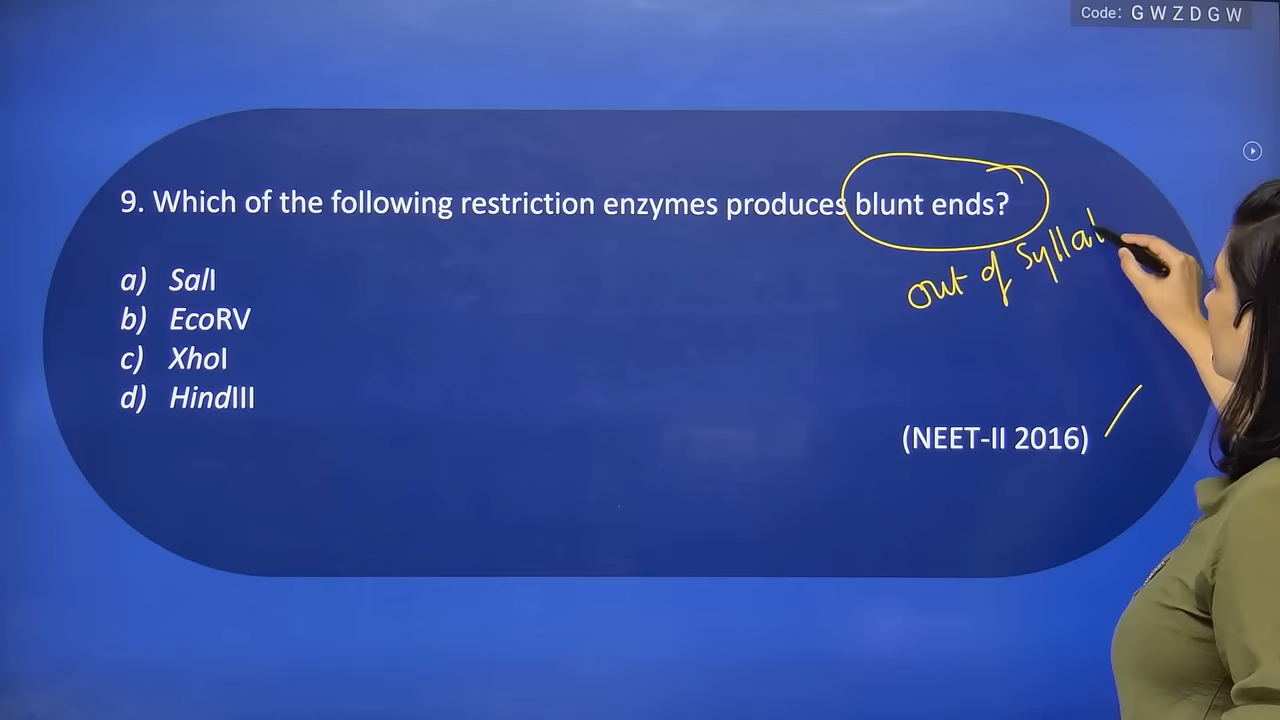 Code: G W Z D G W
9. Which of the following restriction enzymes produces blunt ends?
out of Syllab
a) SalI
b) EcoRV
c) XhoI
d) HindIII
(NEET-II 2016)